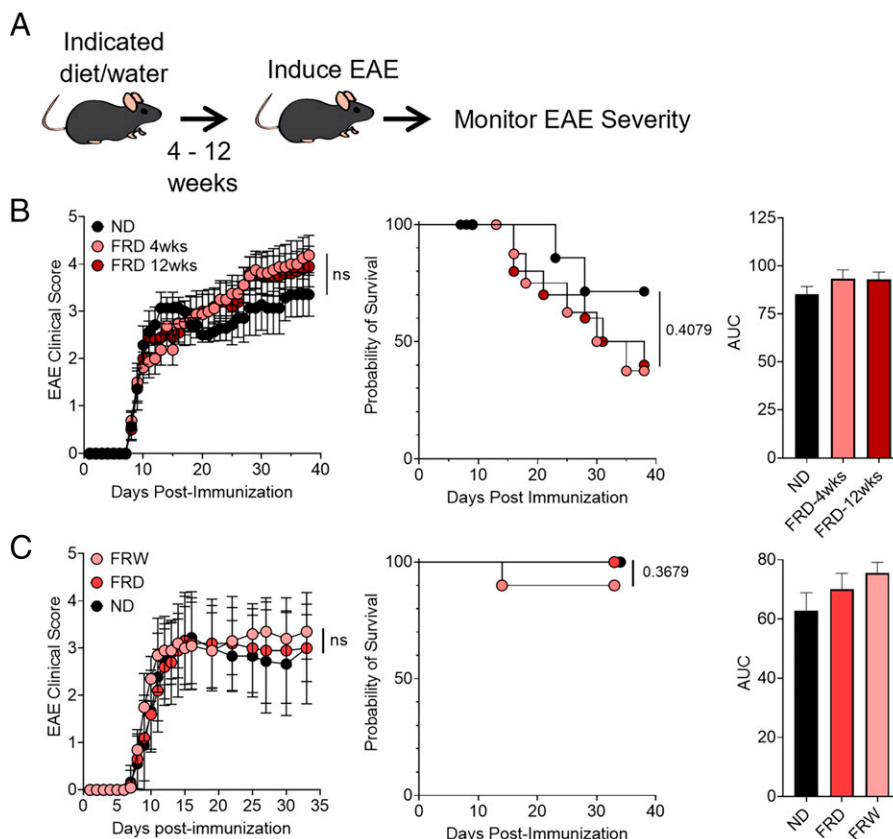 A
Indicated
diet/water
Induce EAE
Monitor EAE Severity
4 - 12
weeks
B
EAE Clinical Score
5
4
3
2
1
0
ND
FRD 4wks
FRD 12wks
ns
0 10 20 30 40
Days Post-Immunization
Probability of Survival
100
50
0
0.4079
0 10 20 30 40
Days Post Immunization
AUC
125
100
75
50
25
0
ND
FRD-4wks
FRD-12wks
C
EAE Clinical Score
5
4
3
2
1
0
FRW
FRD
ND
ns
0 5 10 15 20 25 30 35
Days post-immunization
Probability of Survival
100
50
0
0.3679
0 10 20 30 40
Days Post-Immunization
AUC
80
60
40
20
0
ND
FRD
FRW